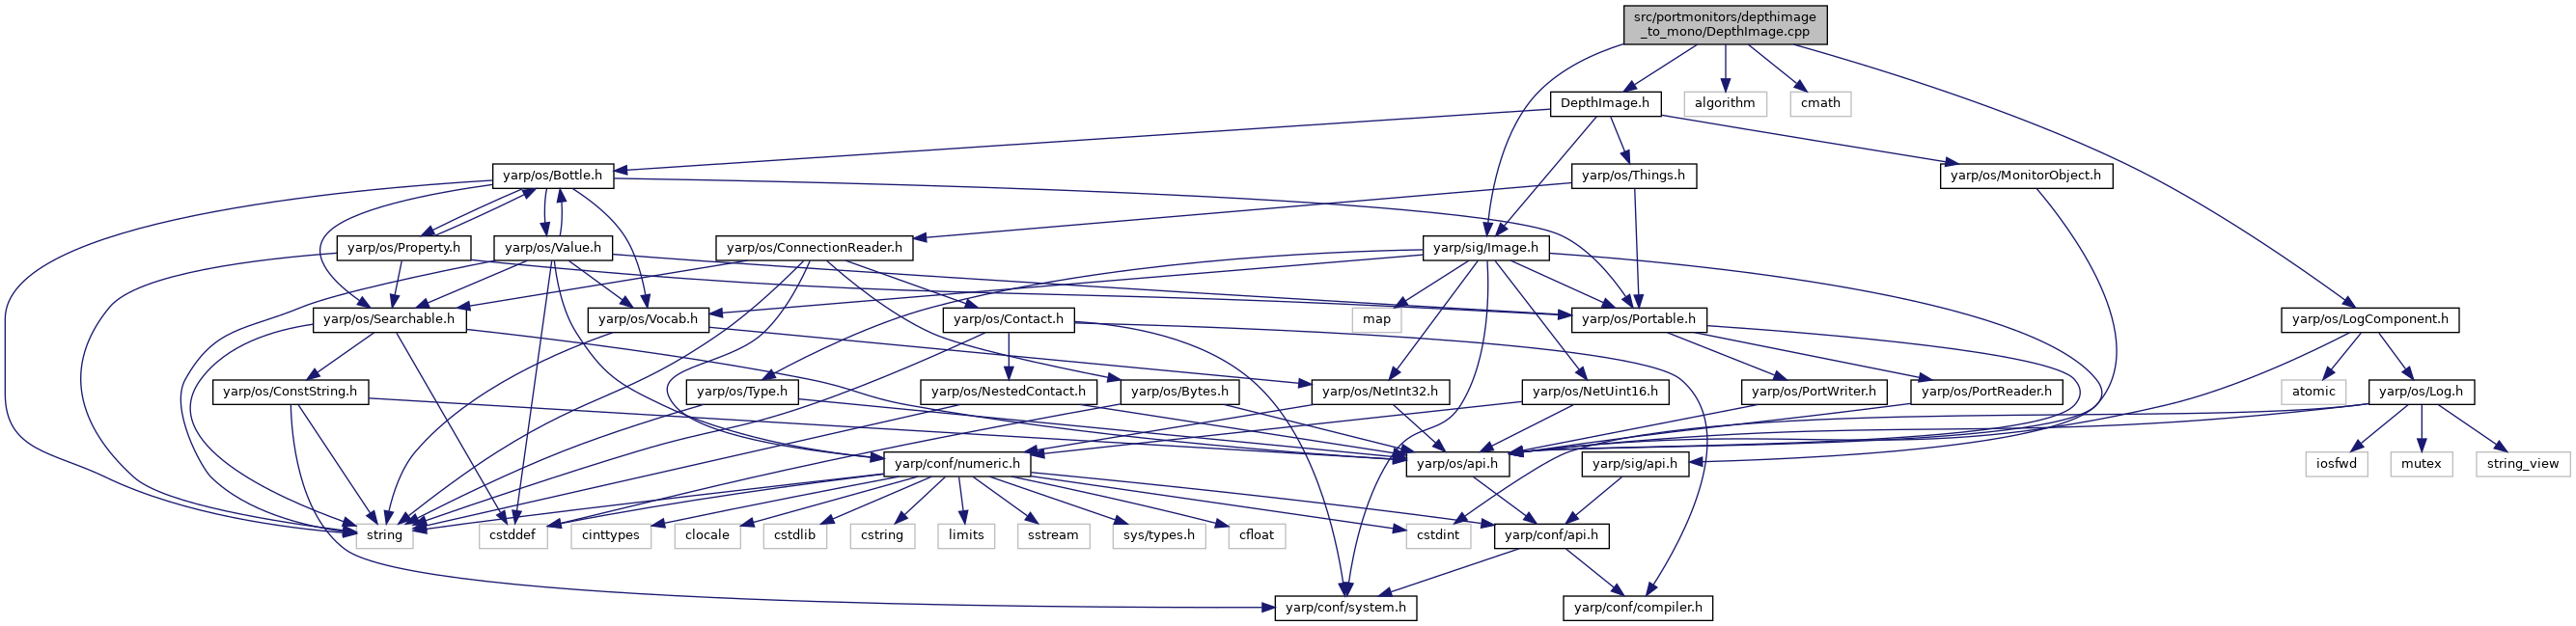 src/portmonitors/depthimage
_to_mono/DepthImage.cpp
DepthImage.h
algorithm
cmath
yarp/os/Bottle.h
yarp/os/Things.h
yarp/os/MonitorObject.h
yarp/os/Property.h
yarp/os/Value.h
yarp/os/ConnectionReader.h
yarp/sig/Image.h
yarp/os/Searchable.h
yarp/os/Vocab.h
yarp/os/Contact.h
map
yarp/os/Portable.h
yarp/os/LogComponent.h
yarp/os/ConstString.h
yarp/os/Type.h
yarp/os/NestedContact.h
yarp/os/Bytes.h
yarp/os/NetInt32.h
yarp/os/NetUint16.h
yarp/os/PortWriter.h
yarp/os/PortReader.h
atomic
yarp/os/Log.h
yarp/conf/numeric.h
yarp/os/api.h
yarp/sig/api.h
iosfwd
mutex
string_view
string
cstddef
cinttypes
clocale
cstdlib
cstring
limits
sstream
sys/types.h
cfloat
cstdint
yarp/conf/api.h
yarp/conf/system.h
yarp/conf/compiler.h